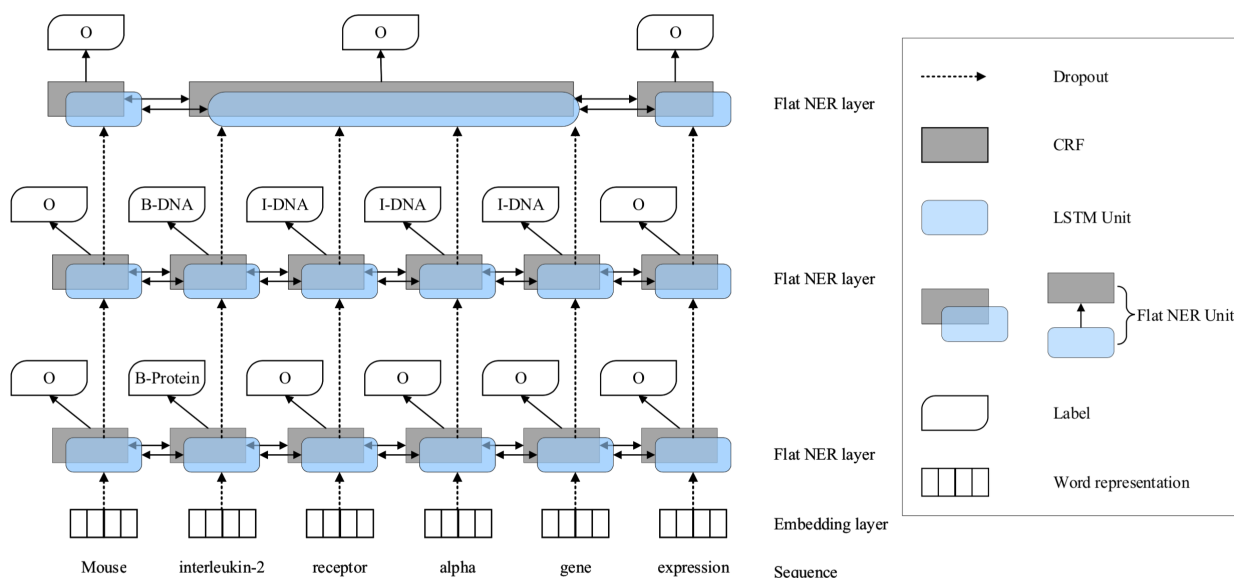 O O O
Flat NER layer
O B-DNA I-DNA I-DNA I-DNA O
Flat NER layer
O B-Protein O O O O
Flat NER layer
Embedding layer
Mouse interleukin-2 receptor alpha gene expression
Sequence
Dropout
CRF
LSTM Unit
Flat NER Unit
Label
Word representation